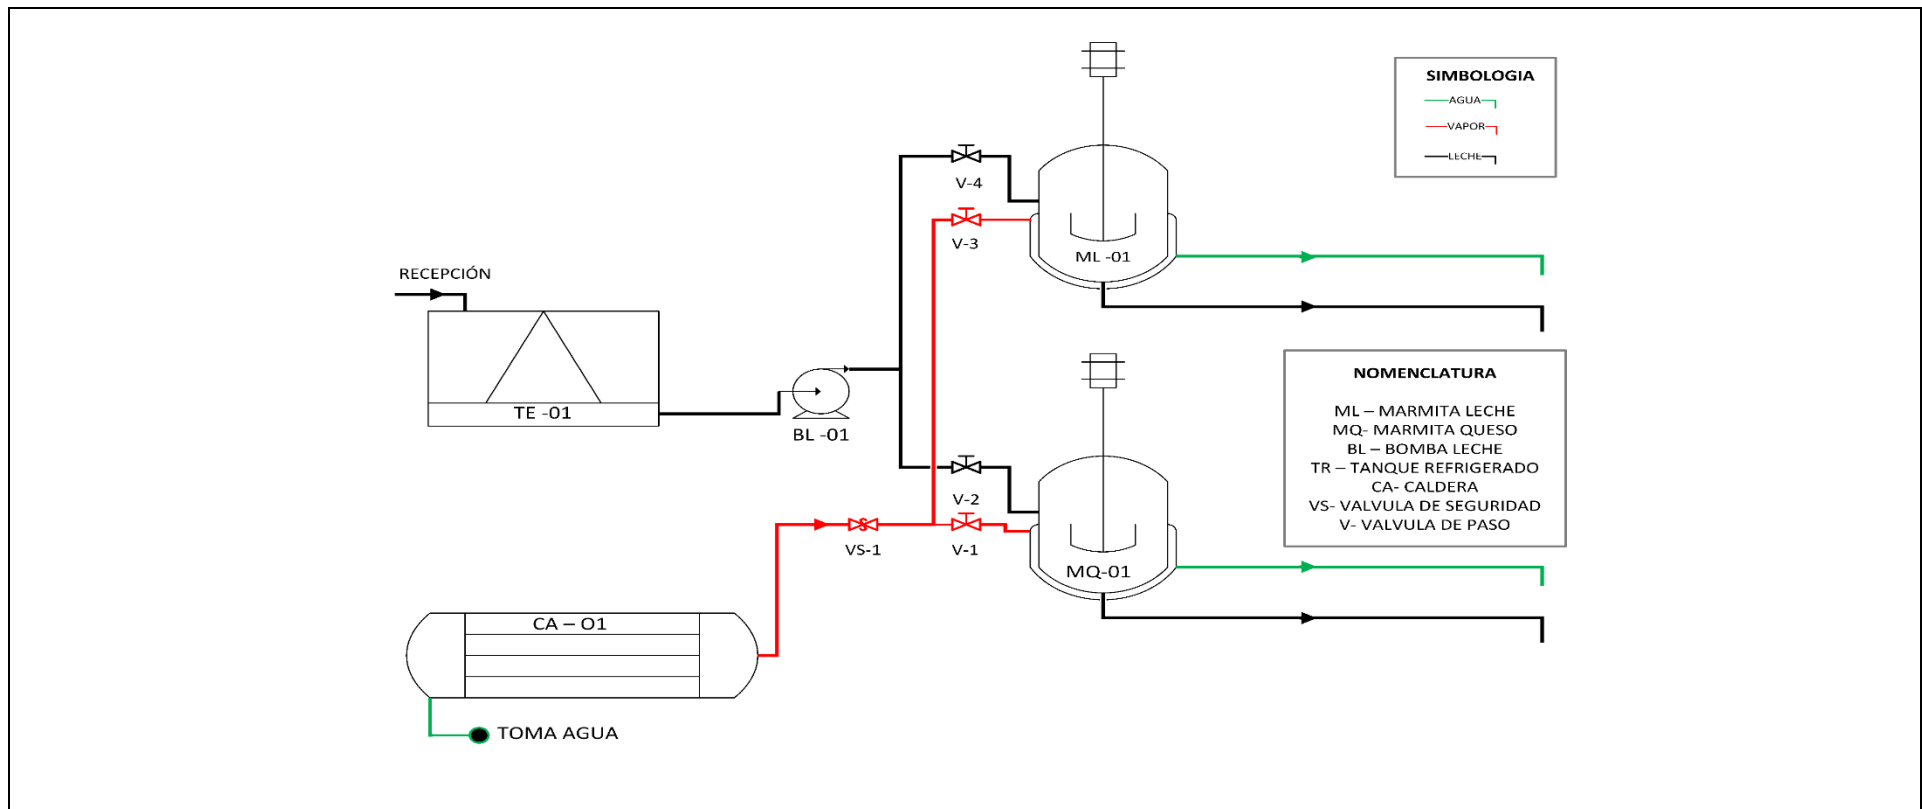 SIMBOLOGIA
AGUA
VAPOR
LECHE
V-4
V-3
ML -01
RECEPCIÓN
TE -01
BL -01
NOMENCLATURA
ML – MARMITA LECHE
MQ- MARMITA QUESO
BL – BOMBA LECHE
TR – TANQUE REFRIGERADO
CA- CALDERA
VS- VALVULA DE SEGURIDAD
V- VALVULA DE PASO
V-2
S
VS-1
V-1
MQ-01
CA – O1
TOMA AGUA